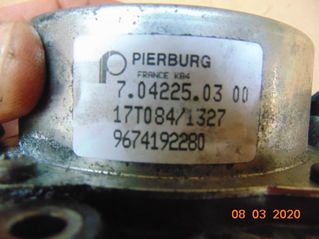 PIERBURG
FRANCE KB4
7.04225.03 00
17T084/1327
9674192280
08 03 2020